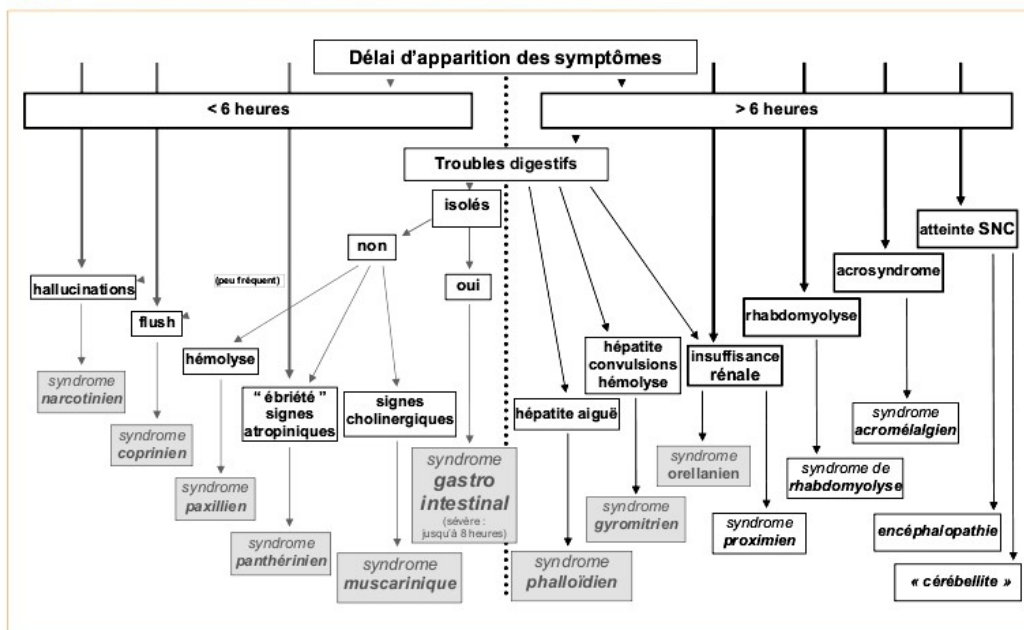 Délai d'apparition des symptômes
< 6 heures
> 6 heures
Troubles digestifs
isolés
non
oui
(peu fréquent)
hallucinations
flush
hémolyse
" ébriété "
signes
atropiniques
signes
cholinergiques
hépatite aiguë
hépatite
convulsions
hémolyse
insuffisance
rénale
rhabdomyolyse
acrosyndrome
atteinte SNC
syndrome
narcotinien
syndrome
coprinien
syndrome
paxillien
syndrome
panthérinien
syndrome
muscarinique
syndrome
gastro
intestinal
(sévère :
jusqu'à 8 heures)
syndrome
phalloïdien
syndrome
gyromitrien
syndrome
orellanien
syndrome
proximien
syndrome de
rhabdomyolyse
syndrome
acromélalgien
encéphalopathie
« cérébellite »